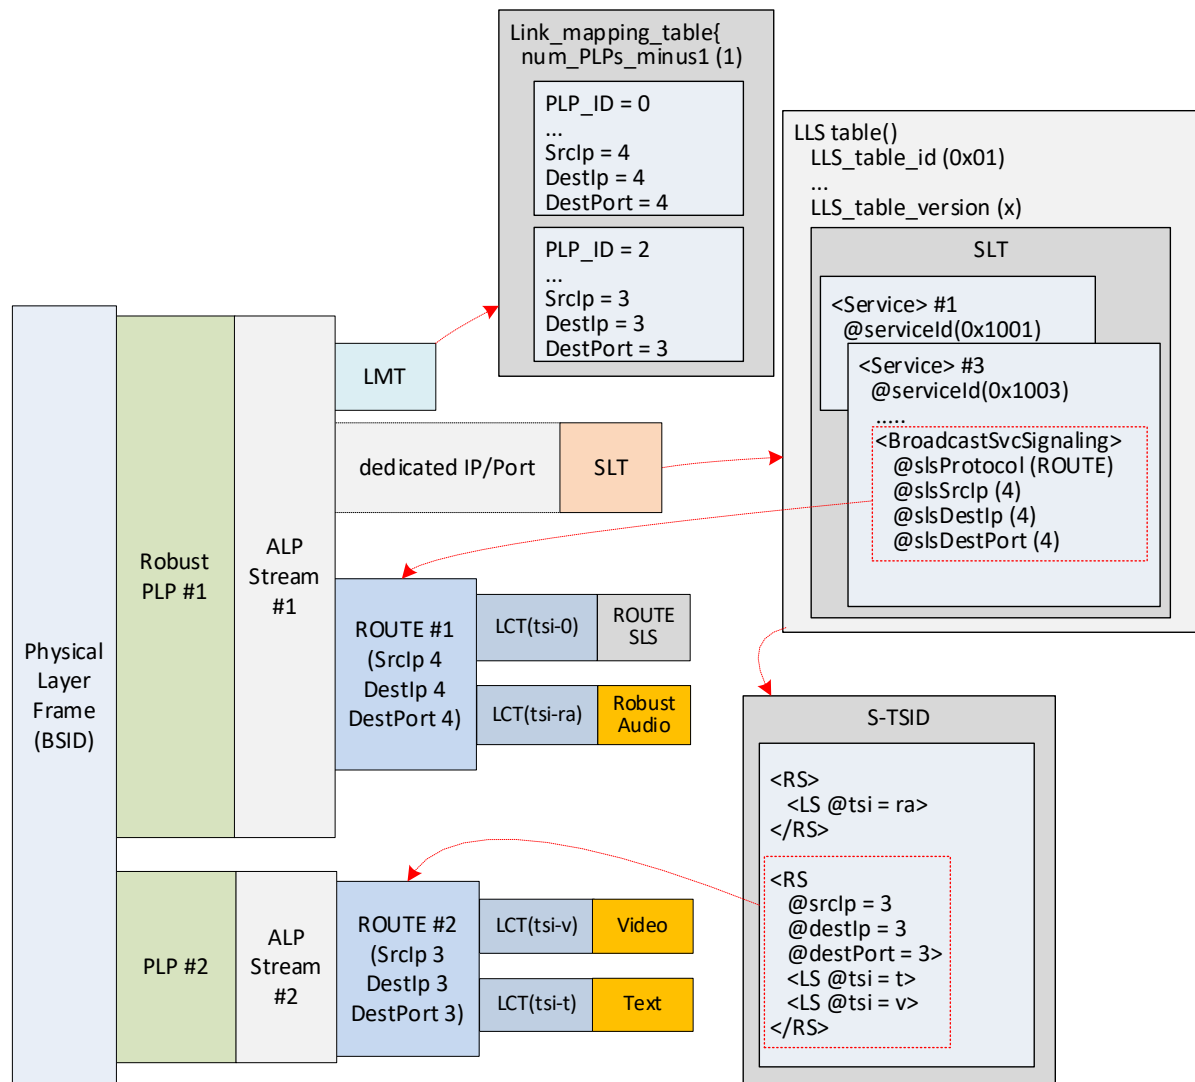 Link_mapping_table{
num_PLPs_minus1 (1)
PLP_ID = 0
...
SrcIp = 4
DestIp = 4
DestPort = 4
PLP_ID = 2
...
SrcIp = 3
DestIp = 3
DestPort = 3
LLS table()
LLS_table_id (0x01)
...
LLS_table_version (x)
SLT
<Service> #1
@serviceId(0x1001)
<Service> #3
@serviceId(0x1003)
.....
<BroadcastSvcSignaling>
@slsProtocol (ROUTE)
@slsSrcIp (4)
@slsDestIp (4)
@slsDestPort (4)
Physical
Layer
Frame
(BSID)
Robust
PLP #1
ALP
Stream
#1
LMT
dedicated IP/Port
SLT
ROUTE #1
(SrcIp 4
DestIp 4
DestPort 4)
LCT(tsi-0)
ROUTE
SLS
LCT(tsi-ra)
Robust
Audio
PLP #2
ALP
Stream
#2
ROUTE #2
(SrcIp 3
DestIp 3
DestPort 3)
LCT(tsi-v)
Video
LCT(tsi-t)
Text
S-TSID
<RS>
<LS @tsi = ra>
</RS>
<RS
@srcIp = 3
@destIp = 3
@destPort = 3>
<LS @tsi = t>
<LS @tsi = v>
</RS>